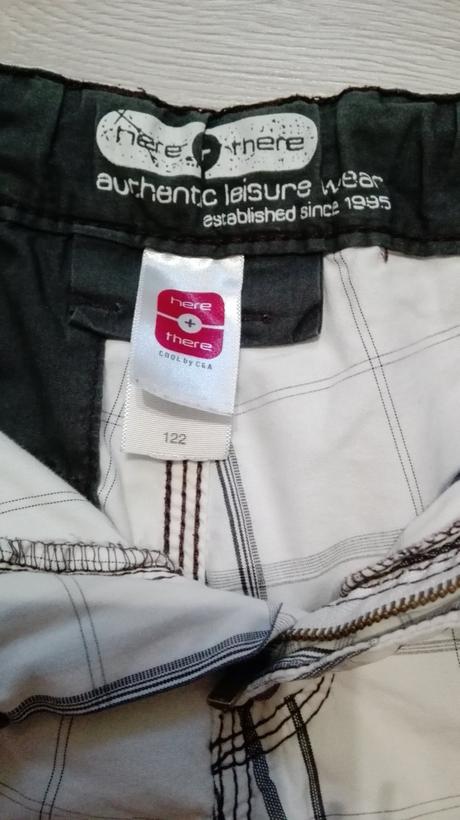 here + there
authentic leisure wear
established since 1995
here
+
there
COOL by C&A
122